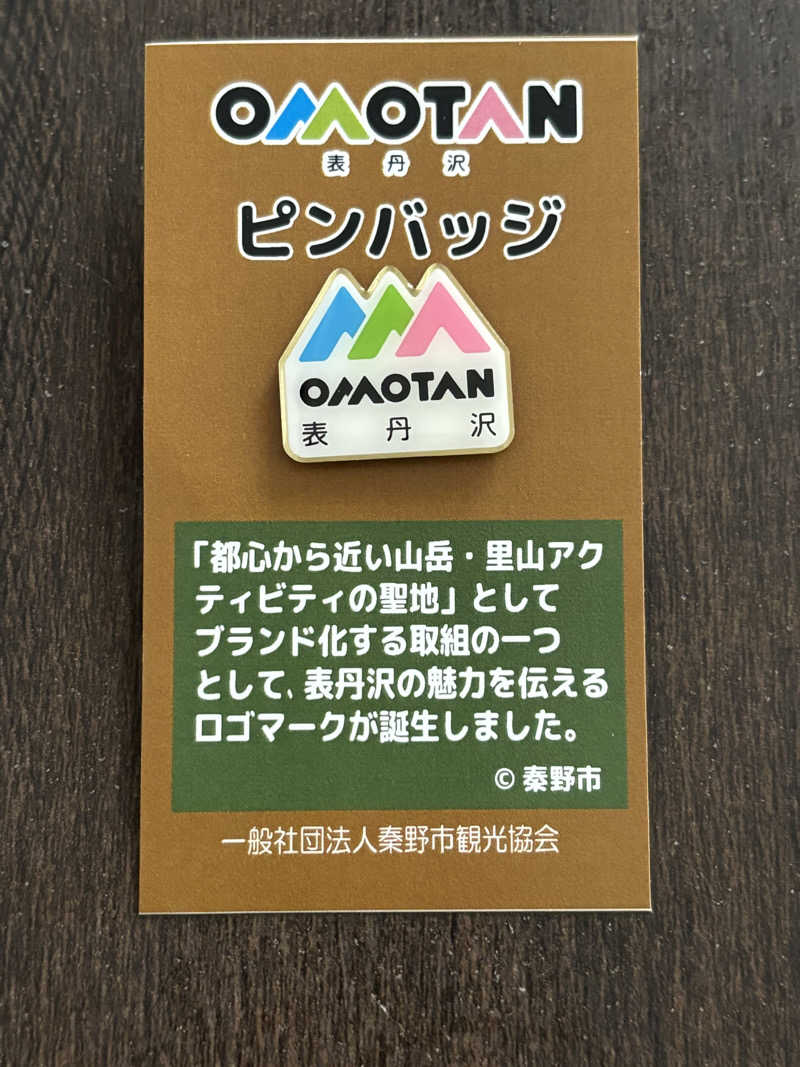 OMOTAN
表丹沢
ピンバッジ
OMOTAN
表丹沢
「都心から近い山岳・里山アク
ティビティの聖地」として
ブランド化する取組の一つ
として、表丹沢の魅力を伝える
ロゴマークが誕生しました。
© 秦野市
一般社団法人秦野市観光協会